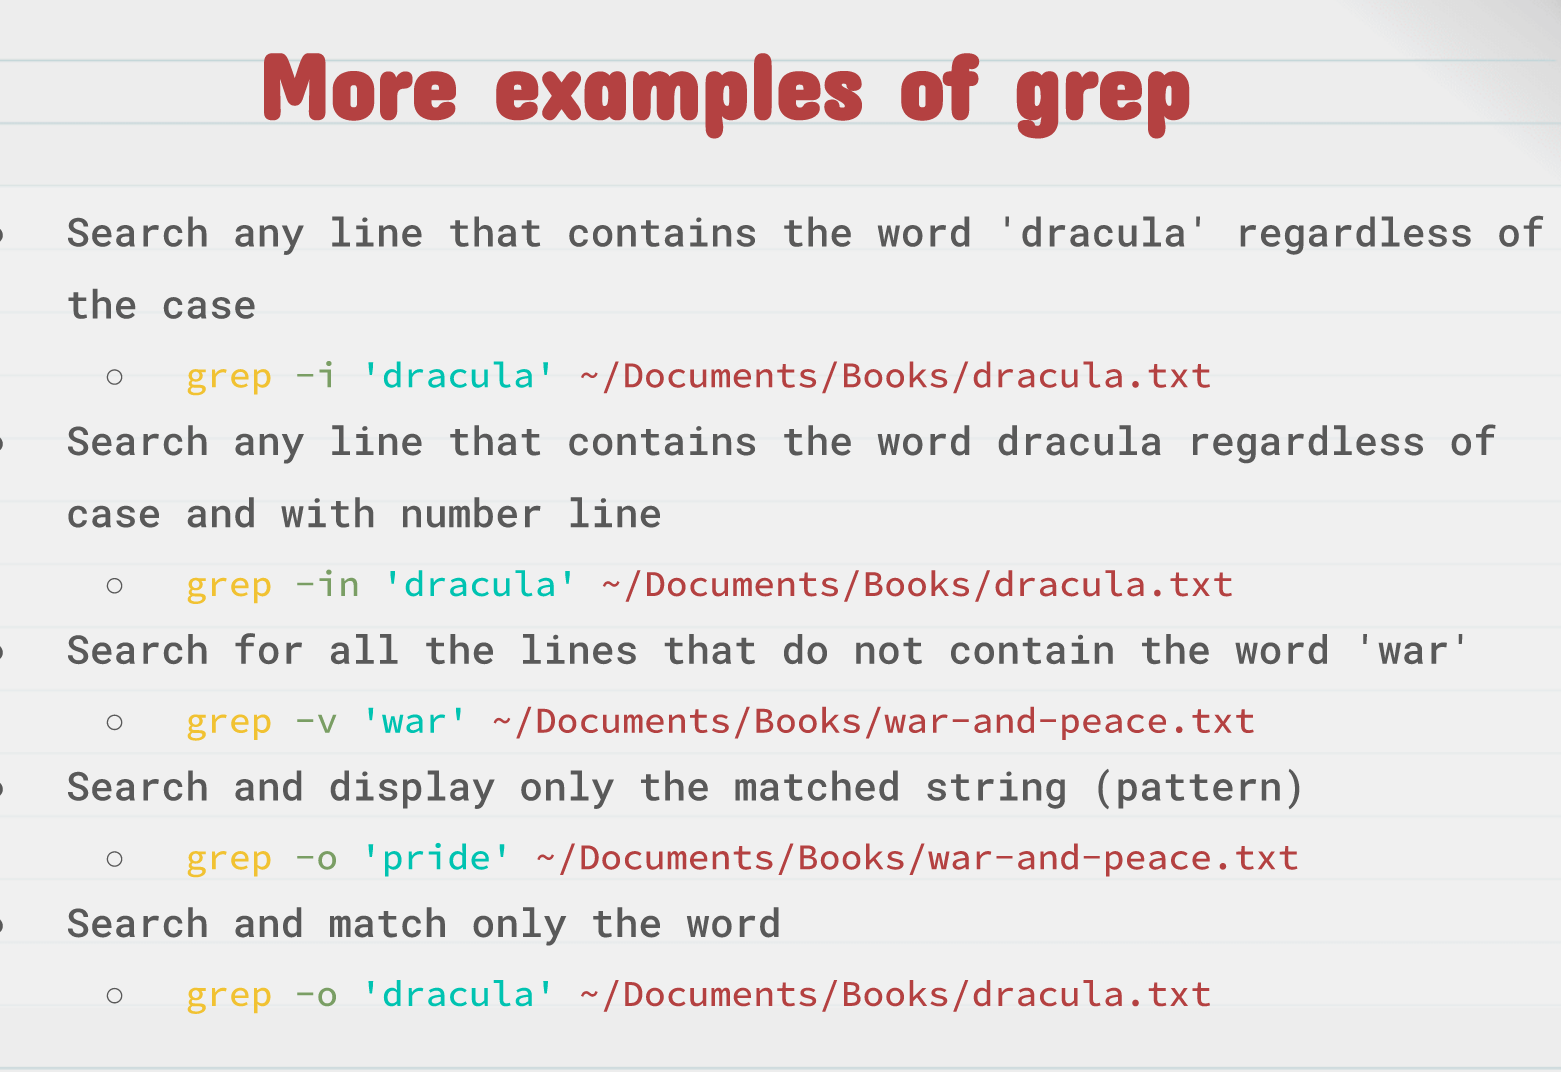 More examples of grep
Search any line that contains the word 'dracula' regardless of
the case
grep -i 'dracula' ~/Documents/Books/dracula.txt
Search any line that contains the word dracula regardless of
case and with number line
grep -in 'dracula' ~/Documents/Books/dracula.txt
Search for all the lines that do not contain the word 'war'
grep -v 'war' ~/Documents/Books/war-and-peace.txt
Search and display only the matched string (pattern)
grep -o 'pride' ~/Documents/Books/war-and-peace.txt
Search and match only the word
grep -o 'dracula' ~/Documents/Books/dracula.txt